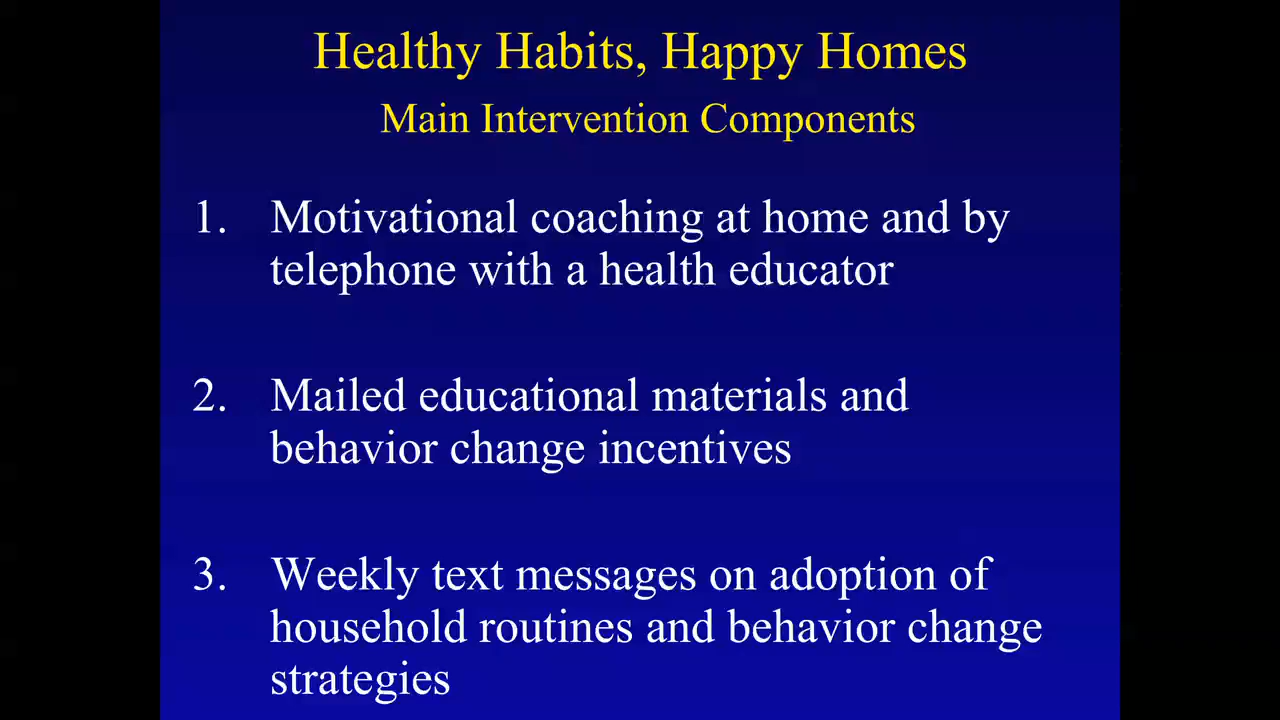 Healthy Habits, Happy Homes
Main Intervention Components
1. Motivational coaching at home and by
telephone with a health educator
2. Mailed educational materials and
behavior change incentives
3. Weekly text messages on adoption of
household routines and behavior change
strategies